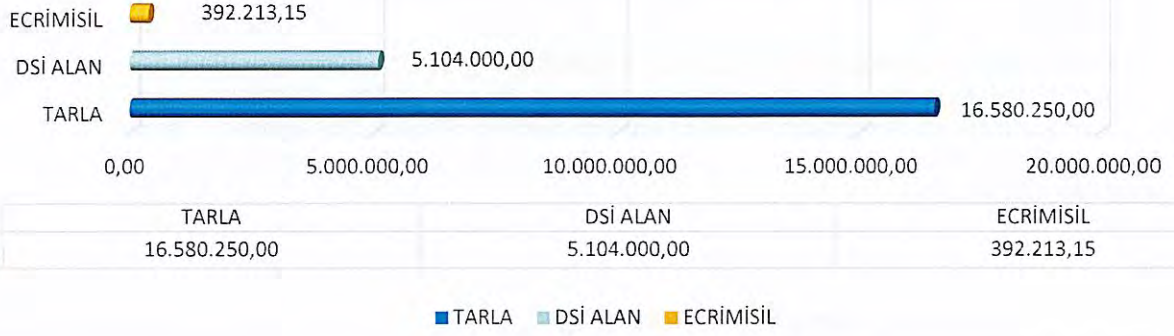 ECRİMİSİL 392.213,15
DSİ ALAN 5.104.000,00
TARLA 16.580.250,00
0,00 5.000.000,00 10.000.000,00 15.000.000,00 20.000.000,00
TARLA DSİ ALAN ECRİMİSİL
16.580.250,00 5.104.000,00 392.213,15
TARLA DSİ ALAN ECRİMİSİL